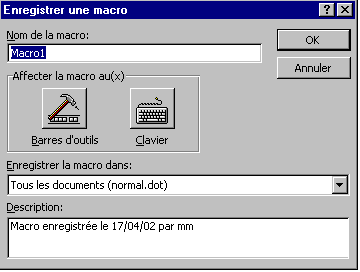 Enregistrer une macro
Nom de la macro:
Macro1
OK
Annuler
Affecter la macro au(x)
Barres d'outils
Clavier
Enregistrer la macro dans:
Tous les documents (normal.dot)
Description:
Macro enregistrée le 17/04/02 par mm